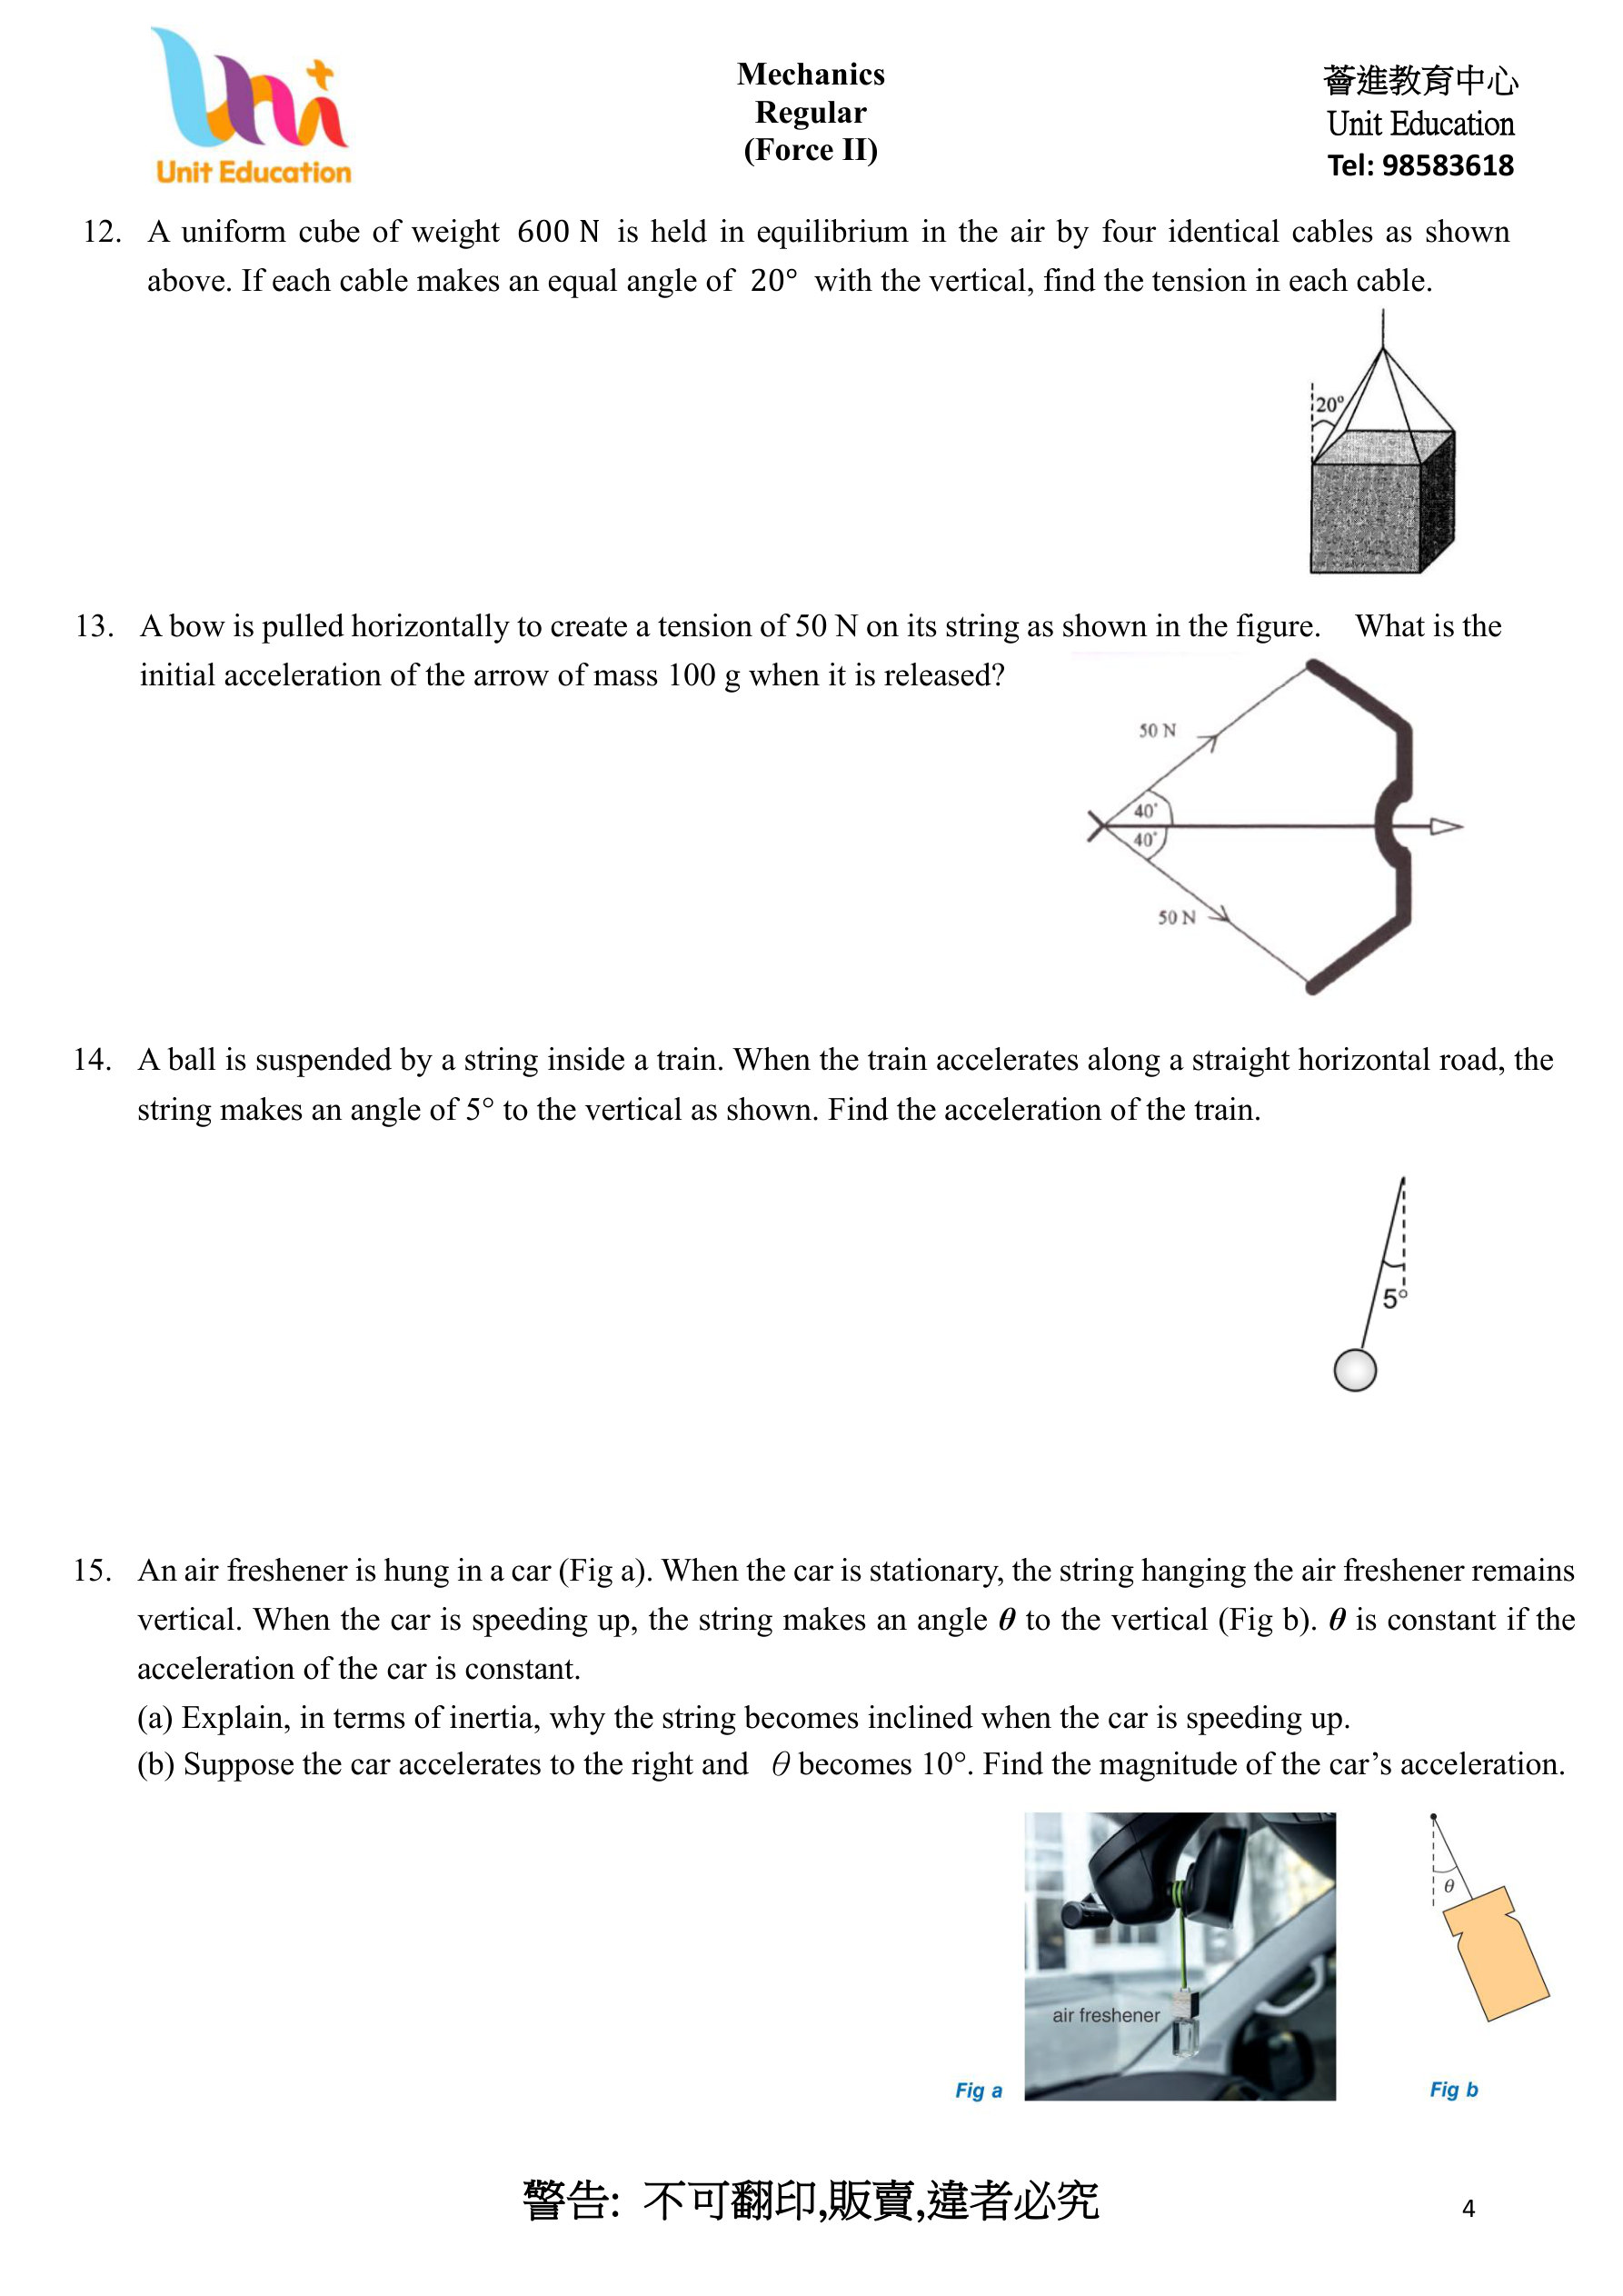 Unit Education
Mechanics
Regular
(Force II)
薈進教育中心
Unit Education
Tel: 98583618
12. A uniform cube of weight 600 N is held in equilibrium in the air by four identical cables as shown
above. If each cable makes an equal angle of 20° with the vertical, find the tension in each cable.
20°
13. A bow is pulled horizontally to create a tension of 50 N on its string as shown in the figure. What is the
initial acceleration of the arrow of mass 100 g when it is released?
50 N
40°
40°
50 N
14. A ball is suspended by a string inside a train. When the train accelerates along a straight horizontal road, the
string makes an angle of 5° to the vertical as shown. Find the acceleration of the train.
5°
15. An air freshener is hung in a car (Fig a). When the car is stationary, the string hanging the air freshener remains
vertical. When the car is speeding up, the string makes an angle θ to the vertical (Fig b). θ is constant if the
acceleration of the car is constant.
(a) Explain, in terms of inertia, why the string becomes inclined when the car is speeding up.
(b) Suppose the car accelerates to the right and θ becomes 10°. Find the magnitude of the car’s acceleration.
θ
air freshener
Fig a
Fig b
警告: 不可翻印,販賣,違者必究
4